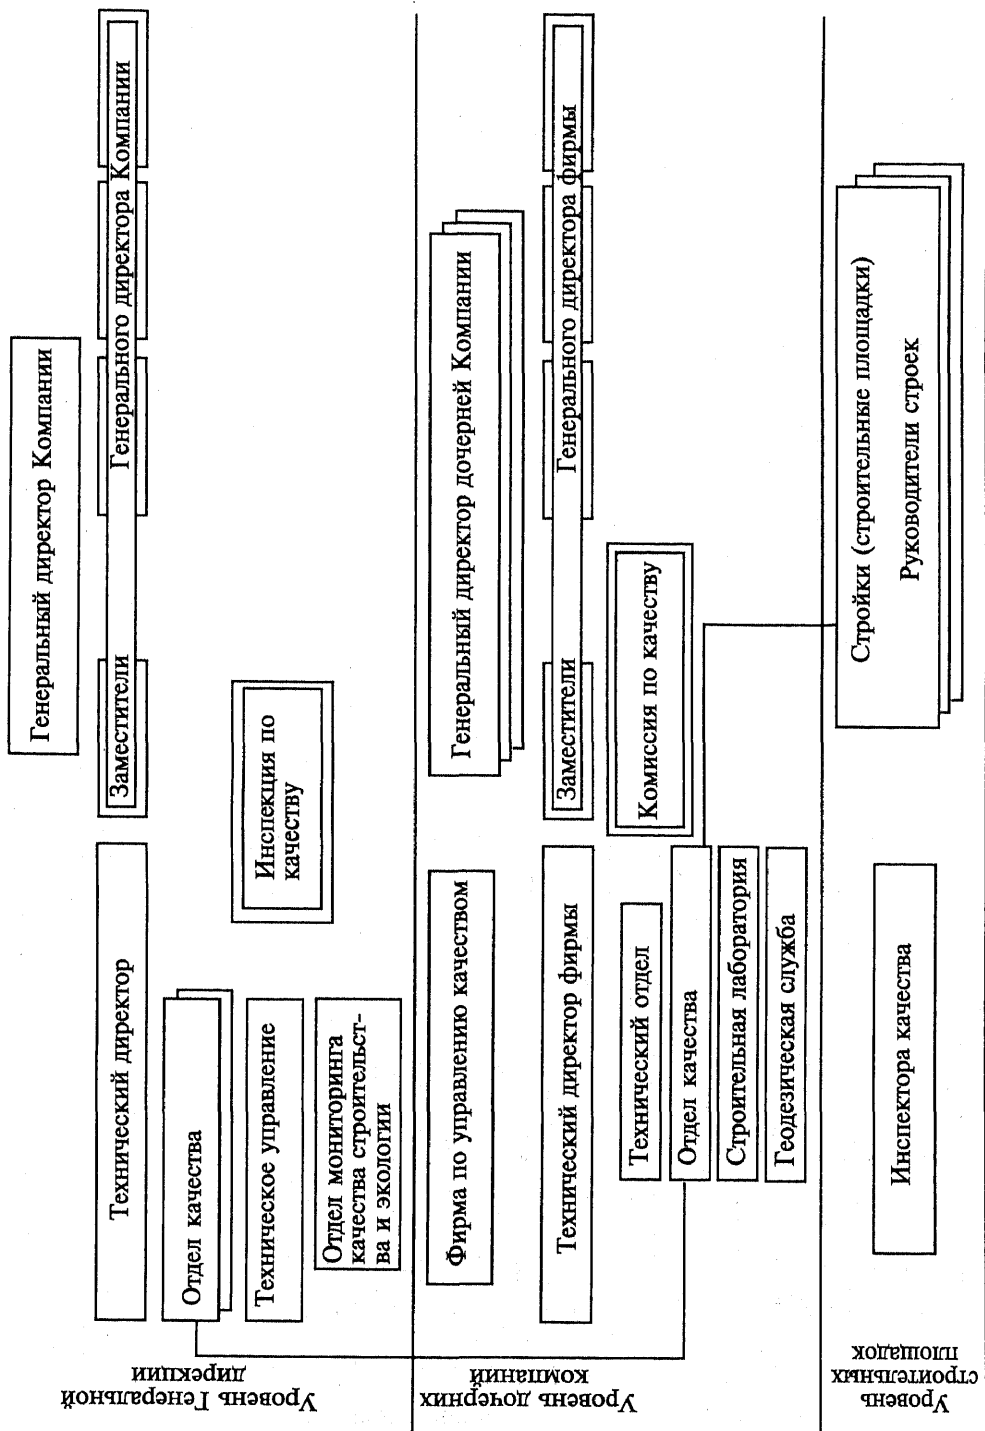 Генеральный директор Компании
Заместители Генерального директора Компании
Технический директор
Отдел качества
Техническое управление
Отдел мониторинга
качества строительст-
ва и экологии
Инспекция по
качеству
Уровень Генеральной
дирекции
Генеральный директор дочерней Компании
Фирма по управлению качеством
Заместители Генерального директора фирмы
Технический директор фирмы
Комиссия по качеству
Технический отдел
Отдел качества
Строительная лаборатория
Геодезическая служба
Уровень дочерних
компаний
Стройки (строительные площадки)
Руководители строек
Инспектора качества
Уровень
строительных
площадок